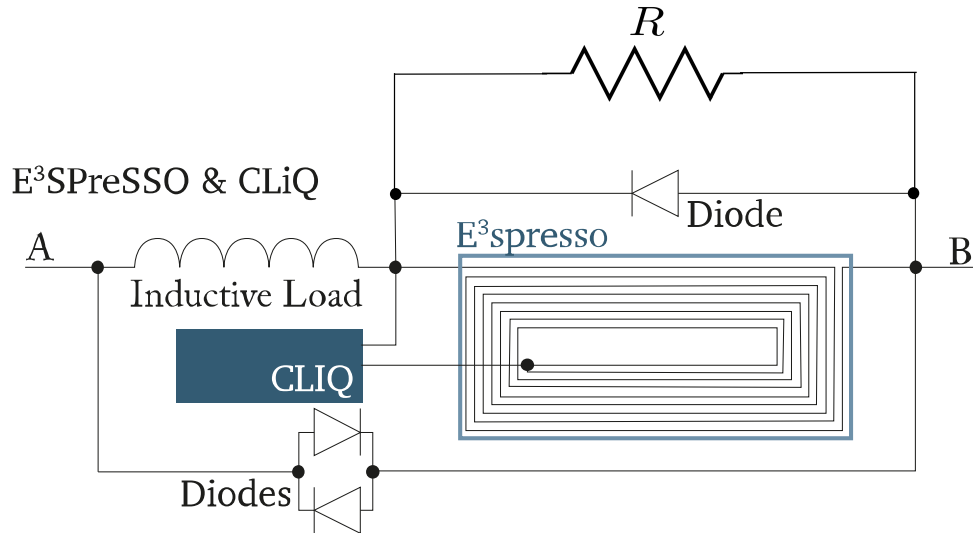 R
E³SPreSSO & CLiQ
Diode
E³spresso
A
B
Inductive Load
CLIQ
Diodes